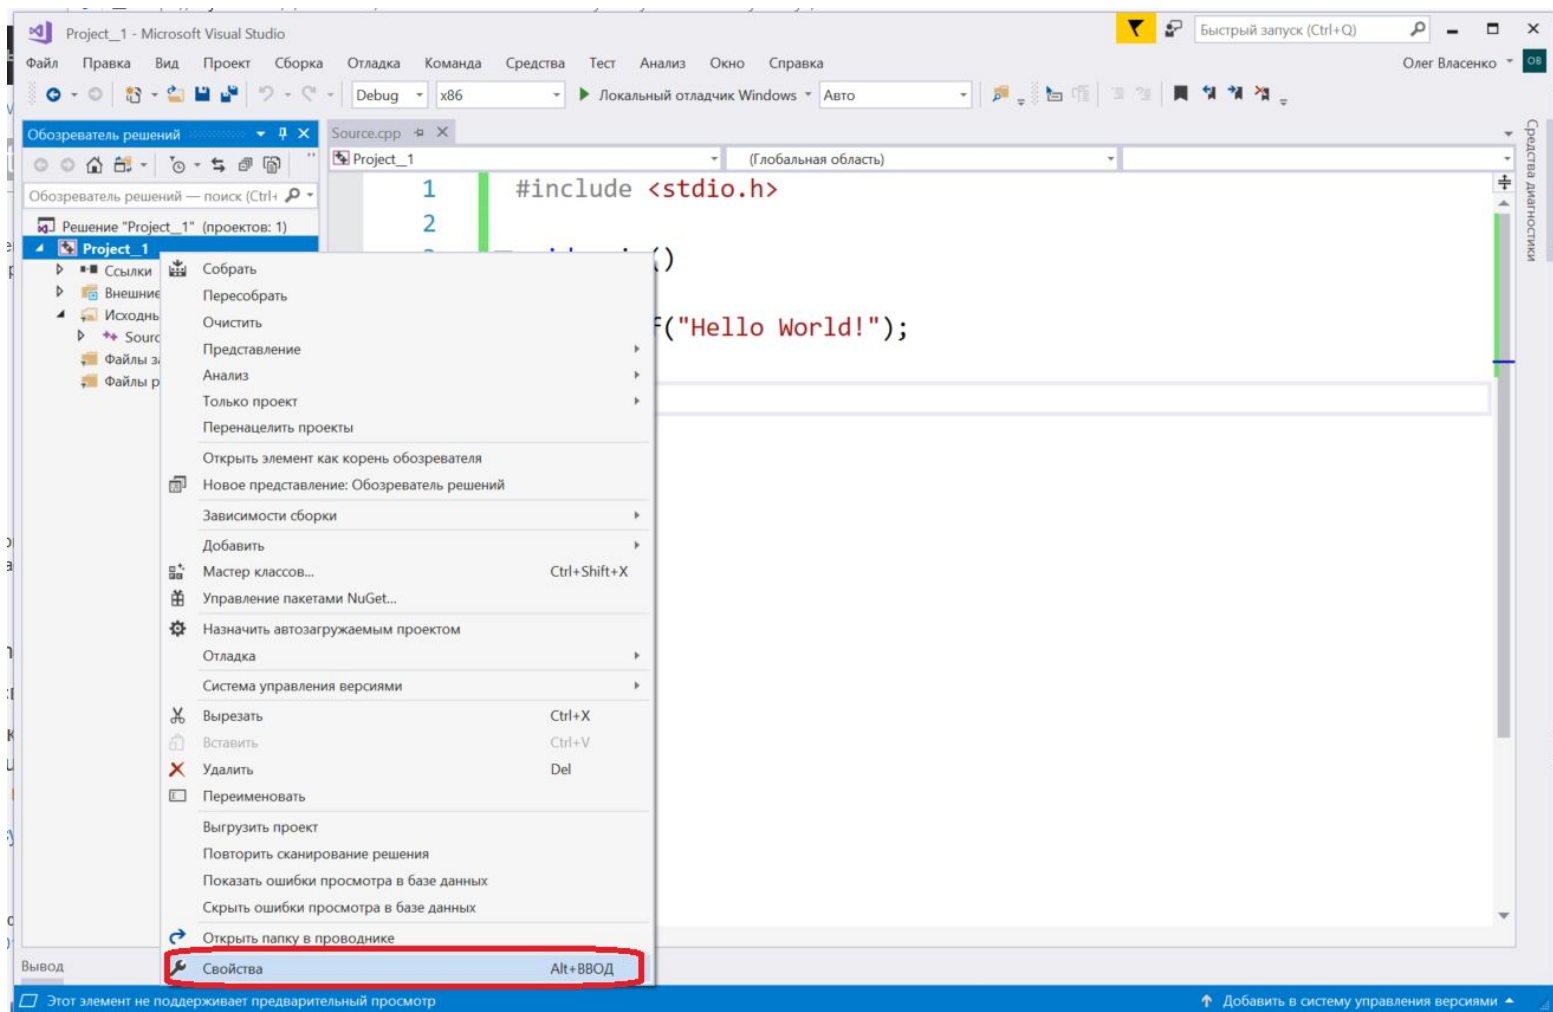 Project__1 - Microsoft Visual Studio
Быстрый запуск (Ctrl+Q)
Файл Правка Вид Проект Сборка Отладка Команда Средства Тест Анализ Окно Справка
Олег Власенко ОВ
Debug x86 Локальный отладчик Windows Авто
Обозреватель решений
Source.cpp
Project__1
(Глобальная область)
Обозреватель решений — поиск (Ctrl+
Решение "Project__1" (проектов: 1)
Project__1
Ссылки
Внешние
Исходны
Sourc
Файлы за
Файлы р
1 #include <stdio.h>
2
()
f("Hello World!");
Собрать
Пересобрать
Очистить
Представление
Анализ
Только проект
Перенацелить проекты
Открыть элемент как корень обозревателя
Новое представление: Обозреватель решений
Зависимости сборки
Добавить
Мастер классов... Ctrl+Shift+X
Управление пакетами NuGet...
Назначить автозагружаемым проектом
Отладка
Система управления версиями
Вырезать Ctrl+X
Вставить Ctrl+V
Удалить Del
Переименовать
Выгрузить проект
Повторить сканирование решения
Показать ошибки просмотра в базе данных
Скрыть ошибки просмотра в базе данных
Открыть папку в проводнике
Свойства Alt+ВВОД
Средства диагностики
Вывод
Этот элемент не поддерживает предварительный просмотр
Добавить в систему управления версиями